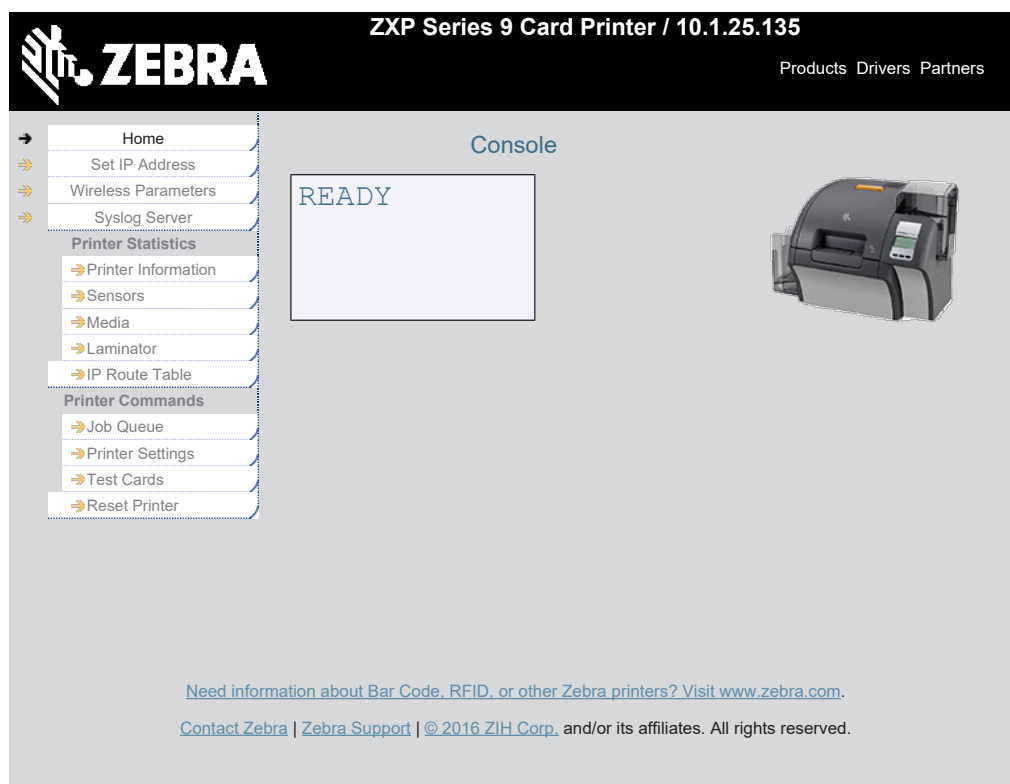 ZXP Series 9 Card Printer / 10.1.25.135
ZEBRA
Products Drivers Partners
Home
Set IP Address
Wireless Parameters
Syslog Server
Printer Statistics
Printer Information
Sensors
Media
Laminator
IP Route Table
Printer Commands
Job Queue
Printer Settings
Test Cards
Reset Printer
Console
READY
Need information about Bar Code, RFID, or other Zebra printers? Visit www.zebra.com.
Contact Zebra | Zebra Support | © 2016 ZIH Corp. and/or its affiliates. All rights reserved.